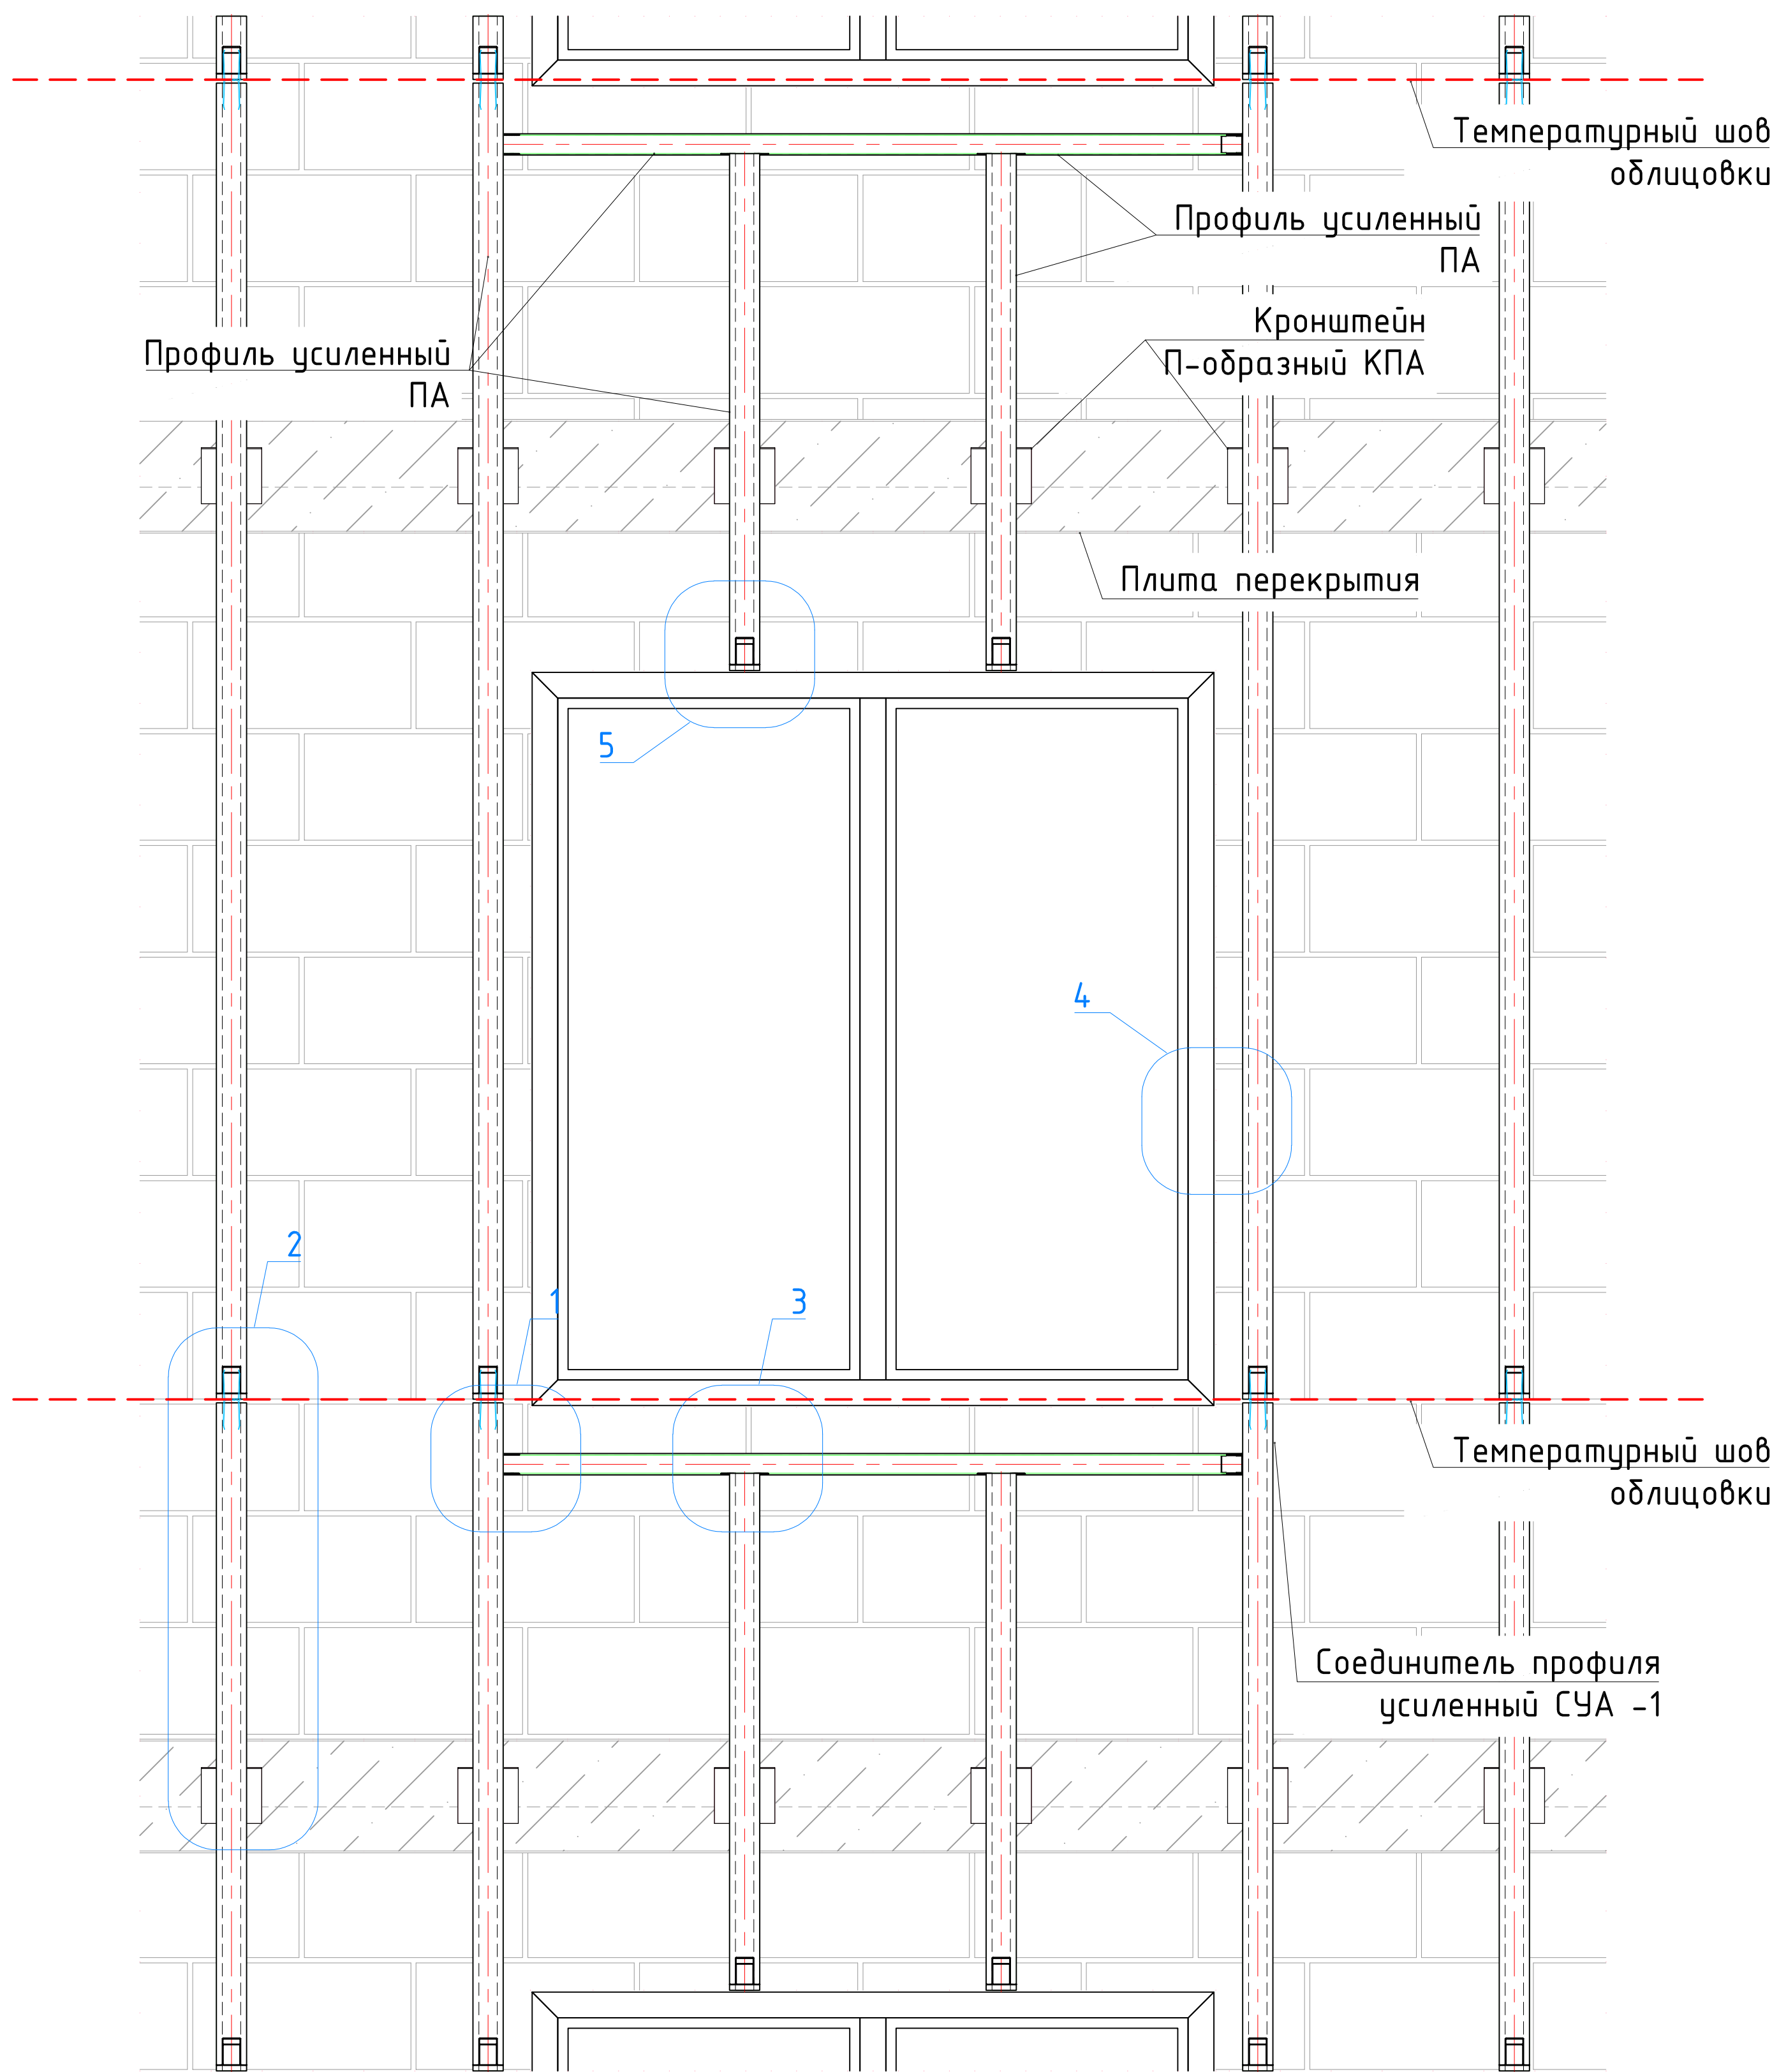 Температурный шов
облицовки
Профиль усиленный
ПА
Кронштейн
П-образный КПА
Профиль усиленный
ПА
Плита перекрытия
5
4
2
1
3
Температурный шов
облицовки
Соединитель профиля
усиленный СУА -1